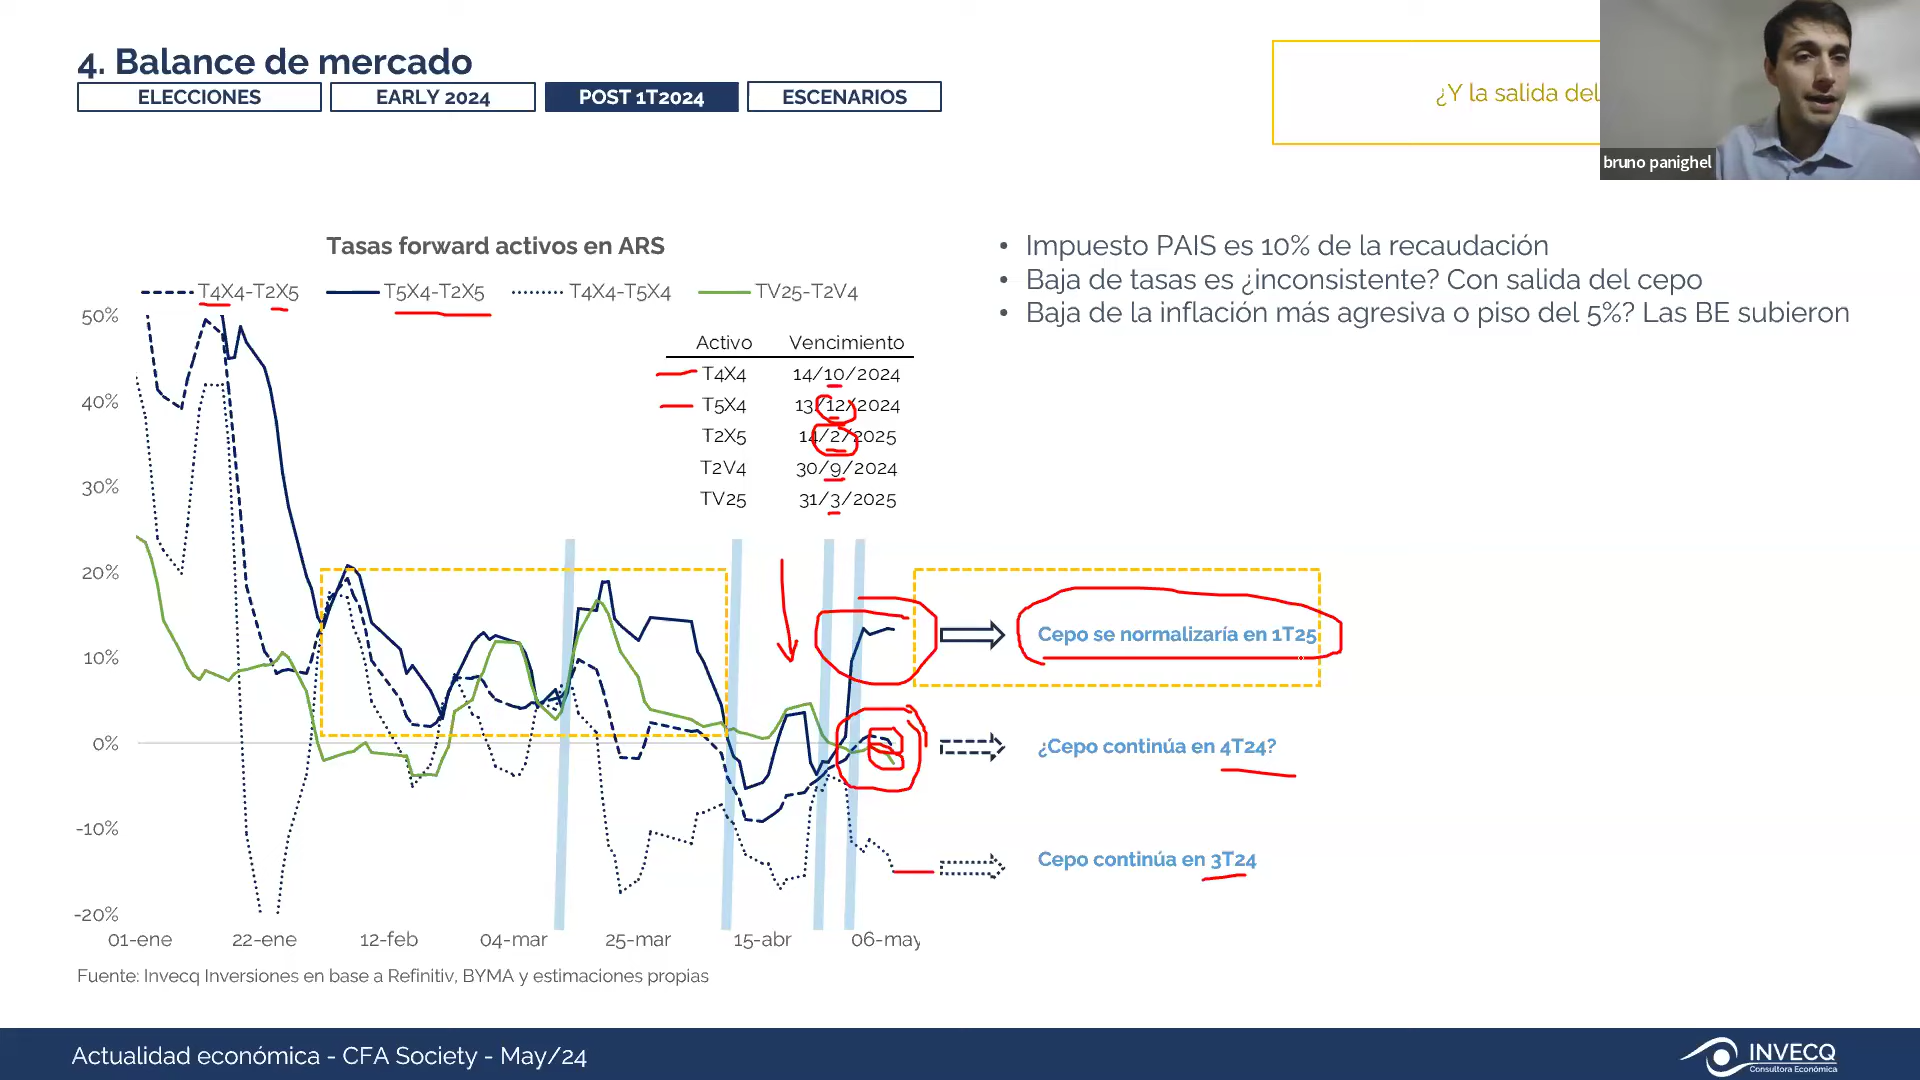 4. Balance de mercado
ELECCIONES
EARLY 2024
POST 1T2024
ESCENARIOS
¿Y la salida del
bruno panighel
Tasas forward activos en ARS
T4X4-T2X5
T5X4-T2X5
T4X4-T5X4
TV25-T2V4
50%
40%
30%
20%
10%
0%
-10%
-20%
01-ene
22-ene
12-feb
04-mar
25-mar
15-abr
06-may
Activo Vencimiento
T4X4 14/10/2024
T5X4 13/12/2024
T2X5 14/2/2025
T2V4 30/9/2024
TV25 31/3/2025
• Impuesto PAIS es 10% de la recaudación
• Baja de tasas es ¿inconsistente? Con salida del cepo
• Baja de la inflación más agresiva o piso del 5%? Las BE subieron
Cepo se normalizaría en 1T25
¿Cepo continúa en 4T24?
Cepo continúa en 3T24
Fuente: Invecq Inversiones en base a Refinitiv, BYMA y estimaciones propias
Actualidad económica - CFA Society - May/24
INVECQ
Consultora Económica